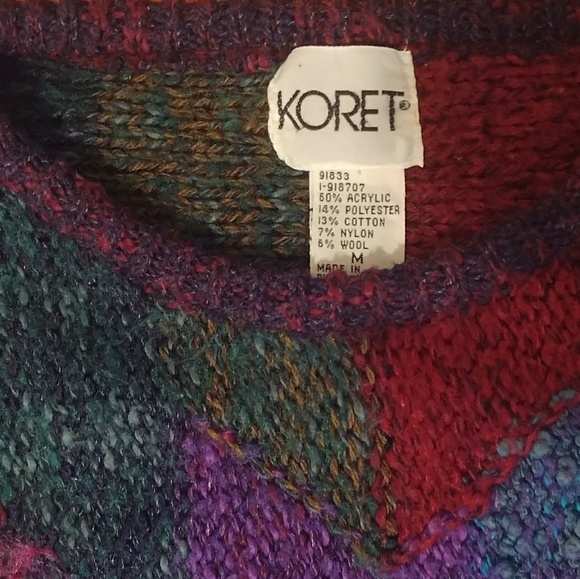 KORET®
91833
1-918707
60% ACRYLIC
14% POLYESTER
13% COTTON
7% NYLON
6% WOOL
M
MADE IN